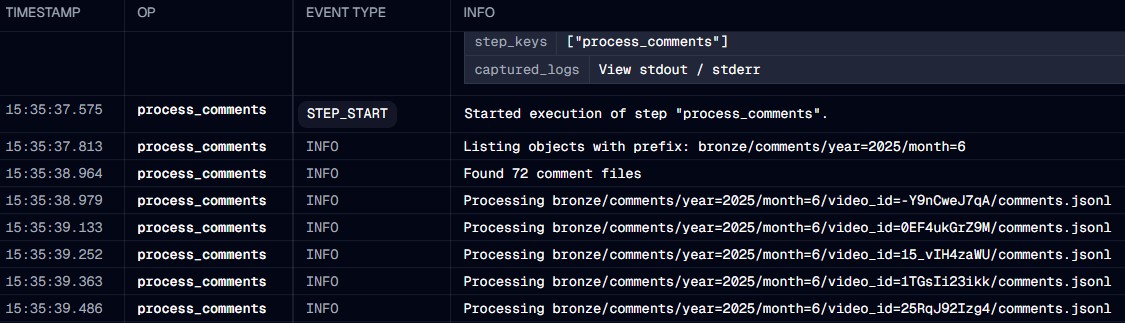 TIMESTAMP OP EVENT TYPE INFO
step_keys ["process_comments"]
captured_logs View stdout / stderr
15:35:37.575 process_comments STEP_START Started execution of step "process_comments".
15:35:37.813 process_comments INFO Listing objects with prefix: bronze/comments/year=2025/month=6
15:35:38.964 process_comments INFO Found 72 comment files
15:35:38.979 process_comments INFO Processing bronze/comments/year=2025/month=6/video_id=-Y9nCweJ7qA/comments.jsonl
15:35:39.133 process_comments INFO Processing bronze/comments/year=2025/month=6/video_id=0EF4ukGrZ9M/comments.jsonl
15:35:39.252 process_comments INFO Processing bronze/comments/year=2025/month=6/video_id=15_vIH4zaWU/comments.jsonl
15:35:39.363 process_comments INFO Processing bronze/comments/year=2025/month=6/video_id=1TGsIi23ikk/comments.jsonl
15:35:39.486 process_comments INFO Processing bronze/comments/year=2025/month=6/video_id=25RqJ92Izg4/comments.jsonl